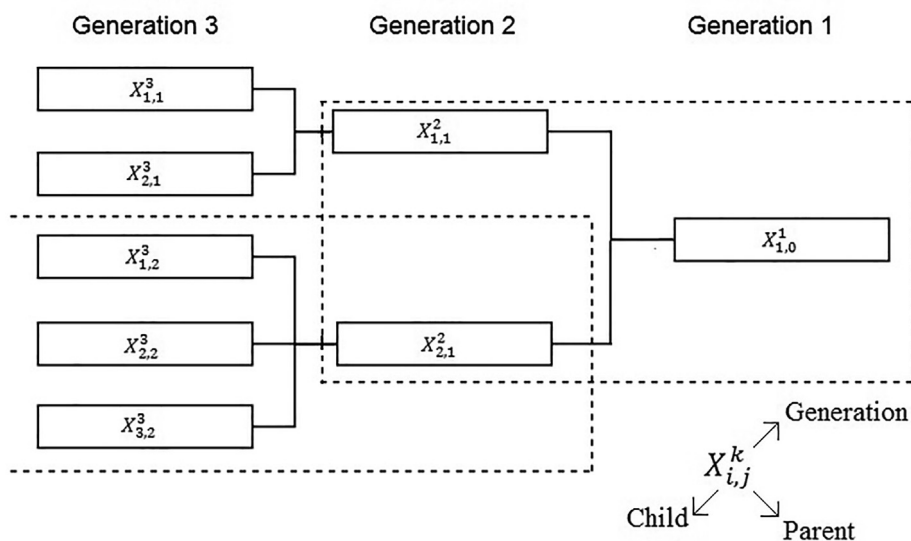 Generation 3 Generation 2 Generation 1
X^3_{1,1}
X^2_{1,1}
X^3_{2,1}
X^3_{1,2}
X^1_{1,0}
X^3_{2,2}
X^2_{2,1}
X^3_{3,2}
Generation
X^k_{i,j}
Child
Parent